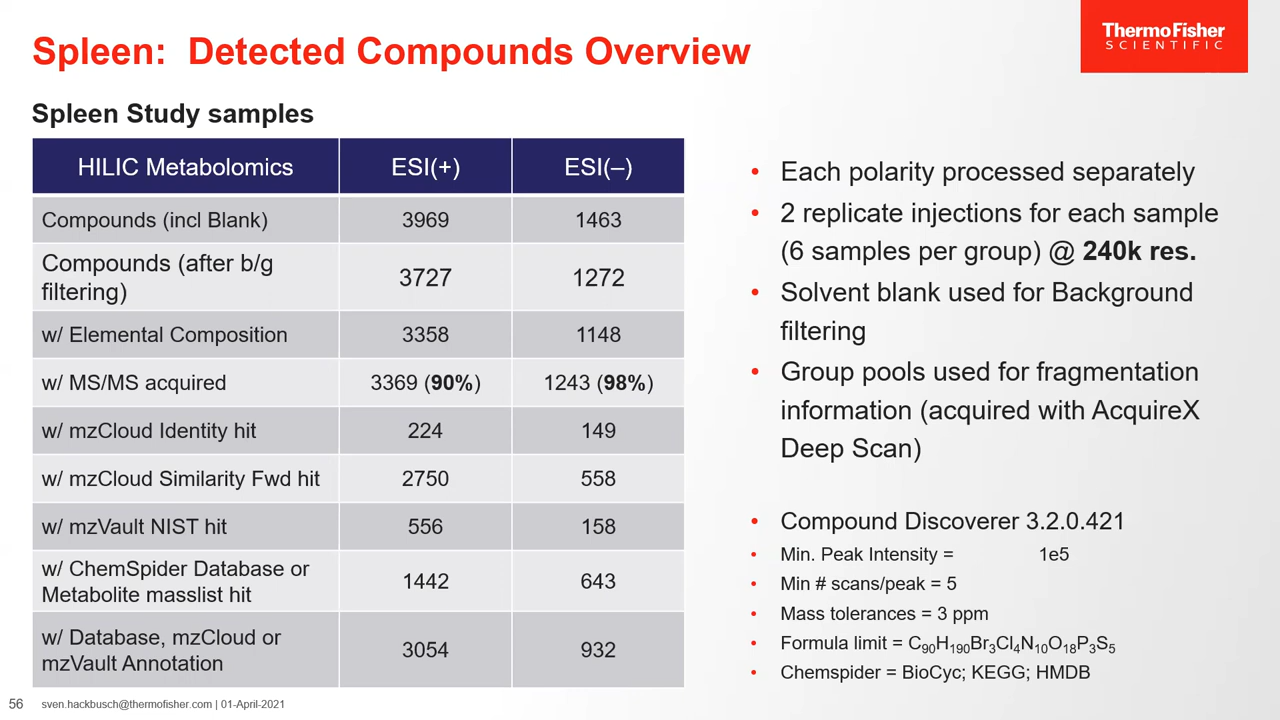 Spleen: Detected Compounds Overview
ThermoFisher
SCIENTIFIC
Spleen Study samples
HILIC Metabolomics ESI(+) ESI(–)
Compounds (incl Blank) 3969 1463
Compounds (after b/g
filtering) 3727 1272
w/ Elemental Composition 3358 1148
w/ MS/MS acquired 3369 (90%) 1243 (98%)
w/ mzCloud Identity hit 224 149
w/ mzCloud Similarity Fwd hit 2750 558
w/ mzVault NIST hit 556 158
w/ ChemSpider Database or
Metabolite masslist hit 1442 643
w/ Database, mzCloud or
mzVault Annotation 3054 932
• Each polarity processed separately
• 2 replicate injections for each sample
(6 samples per group) @ 240k res.
• Solvent blank used for Background
filtering
• Group pools used for fragmentation
information (acquired with AcquireX
Deep Scan)
• Compound Discoverer 3.2.0.421
• Min. Peak Intensity = 1e5
• Min # scans/peak = 5
• Mass tolerances = 3 ppm
• Formula limit = C₉₀H₁₉₀Br₃Cl₄N₁₀O₁₈P₃S₅
• Chemspider = BioCyc; KEGG; HMDB
56 sven.hackbusch@thermofisher.com | 01-April-2021